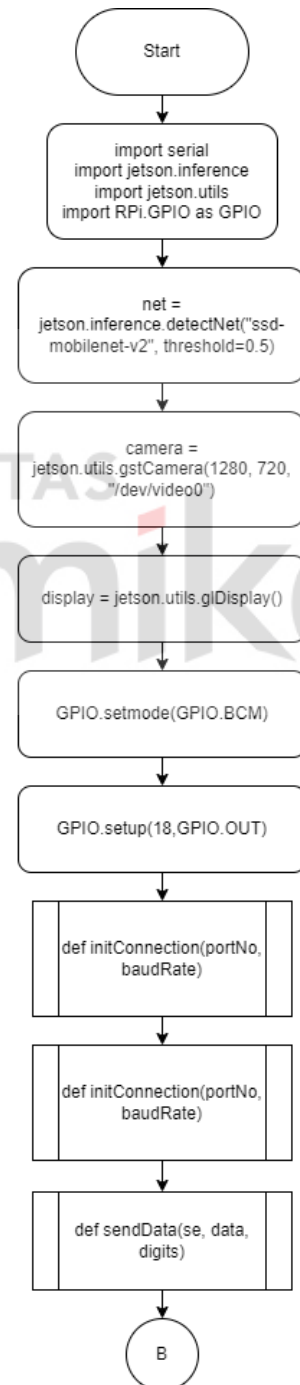 Start
import serial
import jetson.inference
import jetson.utils
import RPi.GPIO as GPIO
net =
jetson.inference.detectNet("ssd-
mobilenet-v2", threshold=0.5)
camera =
jetson.utils.gstCamera(1280, 720,
"/dev/video0")
TAS
mika
display = jetson.utils.glDisplay()
GPIO.setmode(GPIO.BCM)
GPIO.setup(18,GPIO.OUT)
def initConnection(portNo,
baudRate)
def initConnection(portNo,
baudRate)
def sendData(se, data,
digits)
B